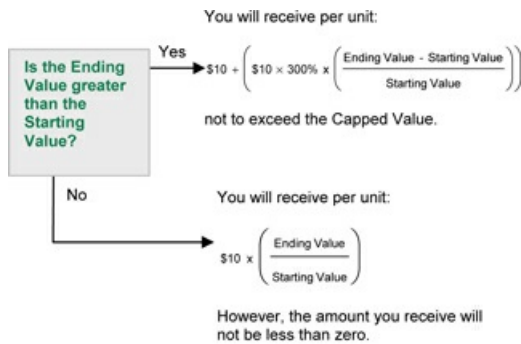 You will receive per unit:
Is the Ending
Value greater
than the
Starting
Value?
Yes
$10 + ( $10 × 300% x ( Ending Value - Starting Value
Starting Value ) )
not to exceed the Capped Value.
No
You will receive per unit:
$10 x ( Ending Value
Starting Value )
However, the amount you receive will
not be less than zero.